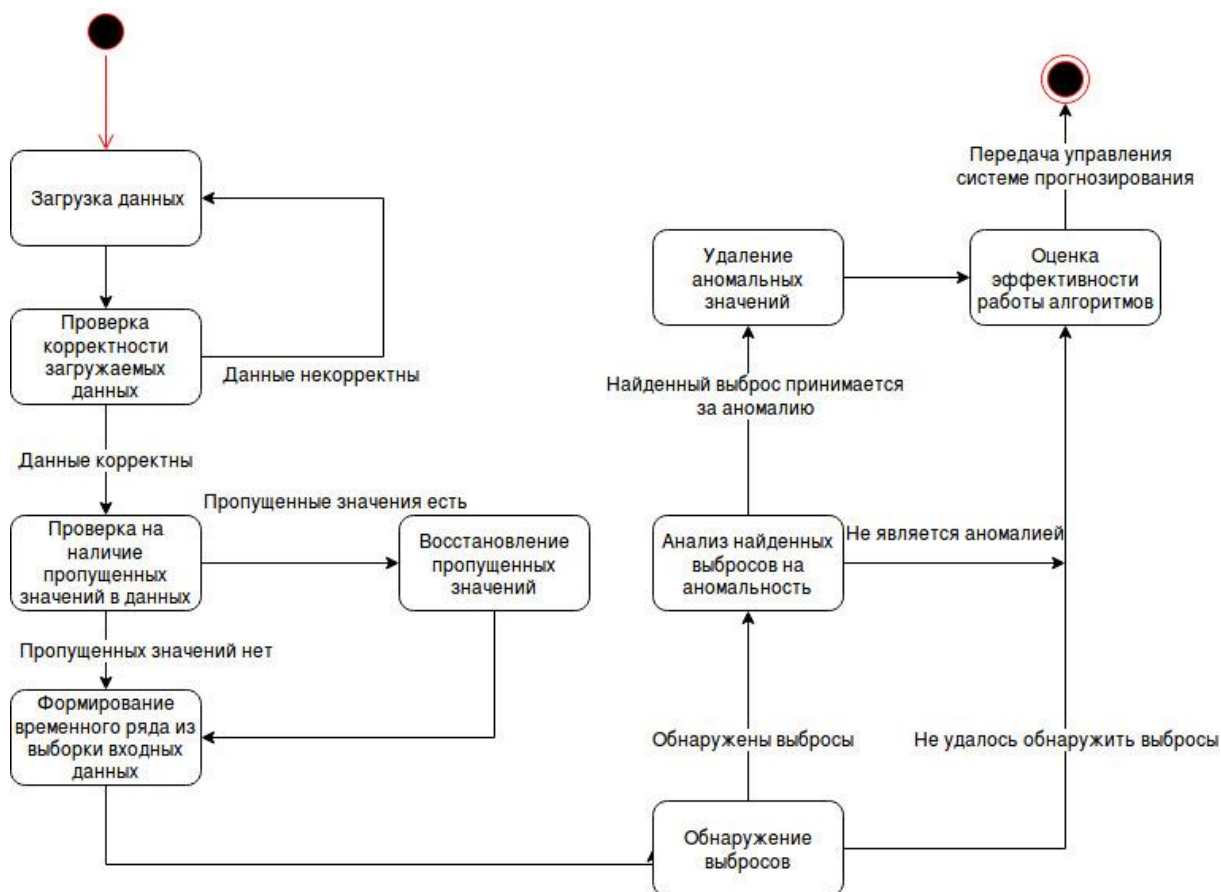 Загрузка данных
Проверка
корректности
загружаемых
данных
Данные некорректны
Данные корректны
Проверка на
наличие
пропущенных
значений в данных
Пропущенные значения есть
Восстановление
пропущенных
значений
Пропущенных значений нет
Формирование
временного ряда из
выборки входных
данных
Обнаружение
выбросов
Обнаружены выбросы
Не удалось обнаружить выбросы
Анализ найденных
выбросов на
аномальность
Не является аномалией
Найденный выброс принимается
за аномалию
Удаление
аномальных
значений
Оценка
эффективности
работы алгоритмов
Передача управления
системе прогнозирования